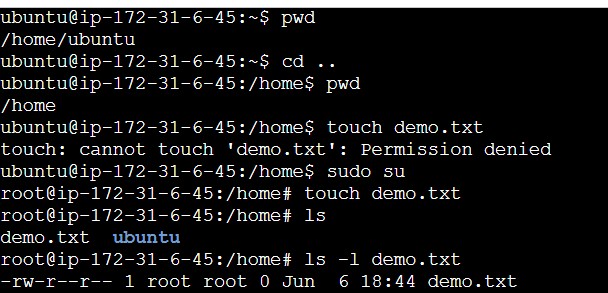 ubuntu@ip-172-31-6-45:~$ pwd
/home/ubuntu
ubuntu@ip-172-31-6-45:~$ cd ..
ubuntu@ip-172-31-6-45:/home$ pwd
/home
ubuntu@ip-172-31-6-45:/home$ touch demo.txt
touch: cannot touch 'demo.txt': Permission denied
ubuntu@ip-172-31-6-45:/home$ sudo su
root@ip-172-31-6-45:/home# touch demo.txt
root@ip-172-31-6-45:/home# ls
demo.txt  ubuntu
root@ip-172-31-6-45:/home# ls -l demo.txt
-rw-r--r-- 1 root root 0 Jun  6 18:44 demo.txt